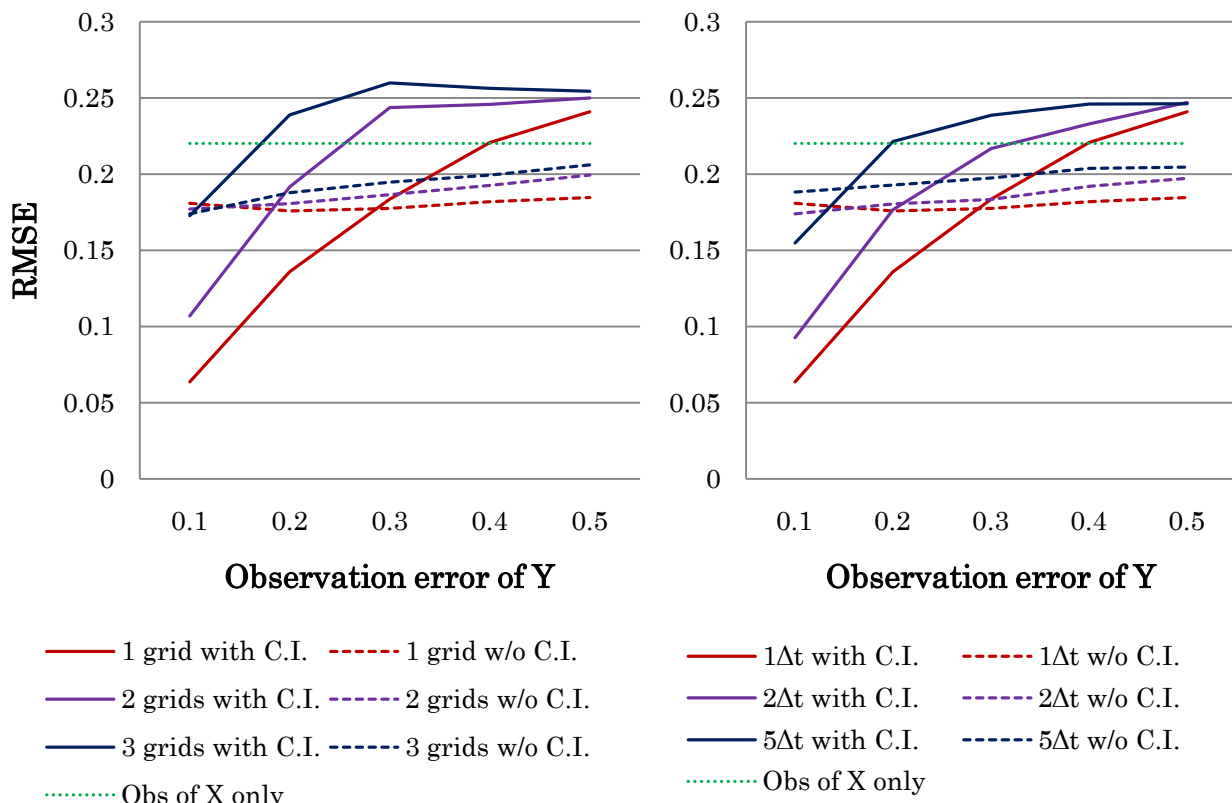 0.3
0.25
0.2
0.15
0.1
0.05
0
RMSE
0.1 0.2 0.3 0.4 0.5
Observation error of Y
1 grid with C.I. 1 grid w/o C.I.
2 grids with C.I. 2 grids w/o C.I.
3 grids with C.I. 3 grids w/o C.I.
Obs of X only
0.3
0.25
0.2
0.15
0.1
0.05
0
0.1 0.2 0.3 0.4 0.5
Observation error of Y
1Δt with C.I. 1Δt w/o C.I.
2Δt with C.I. 2Δt w/o C.I.
5Δt with C.I. 5Δt w/o C.I.
Obs of X only